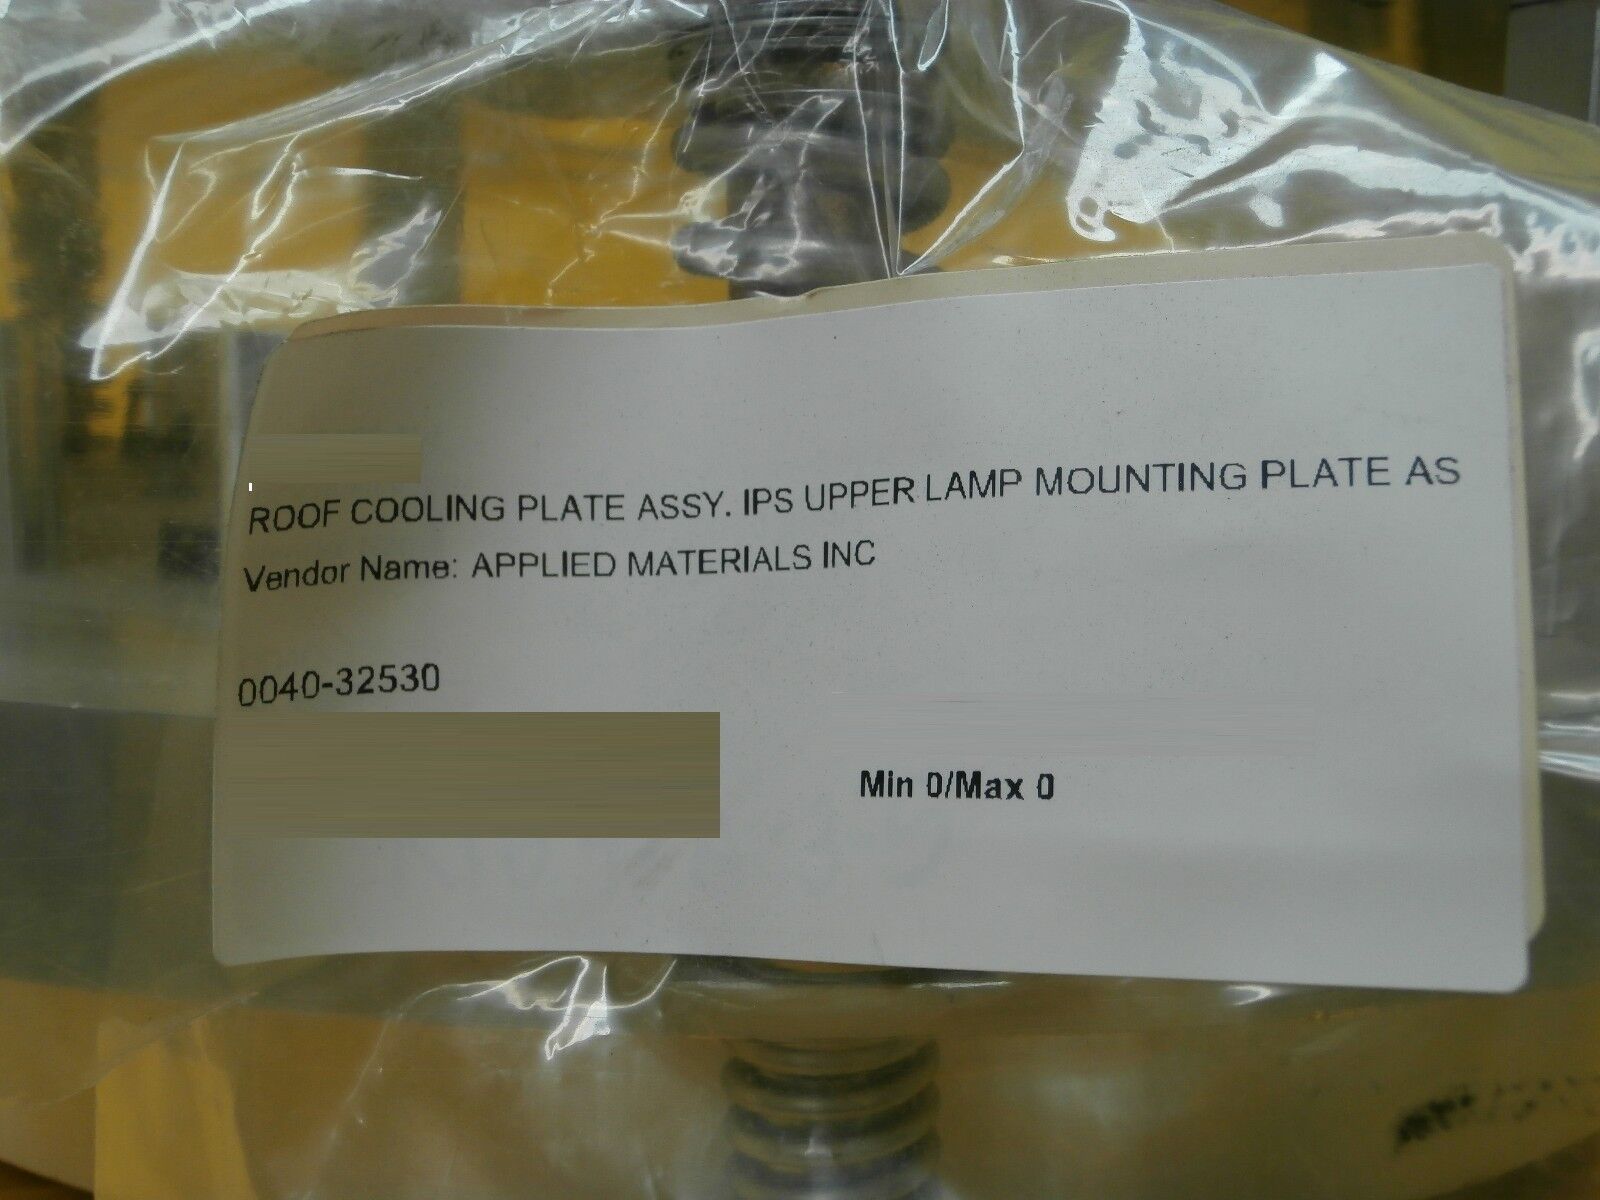 ROOF COOLING PLATE ASSY. IPS UPPER LAMP MOUNTING PLATE AS
Vendor Name: APPLIED MATERIALS INC
0040-32530
Min 0/Max 0